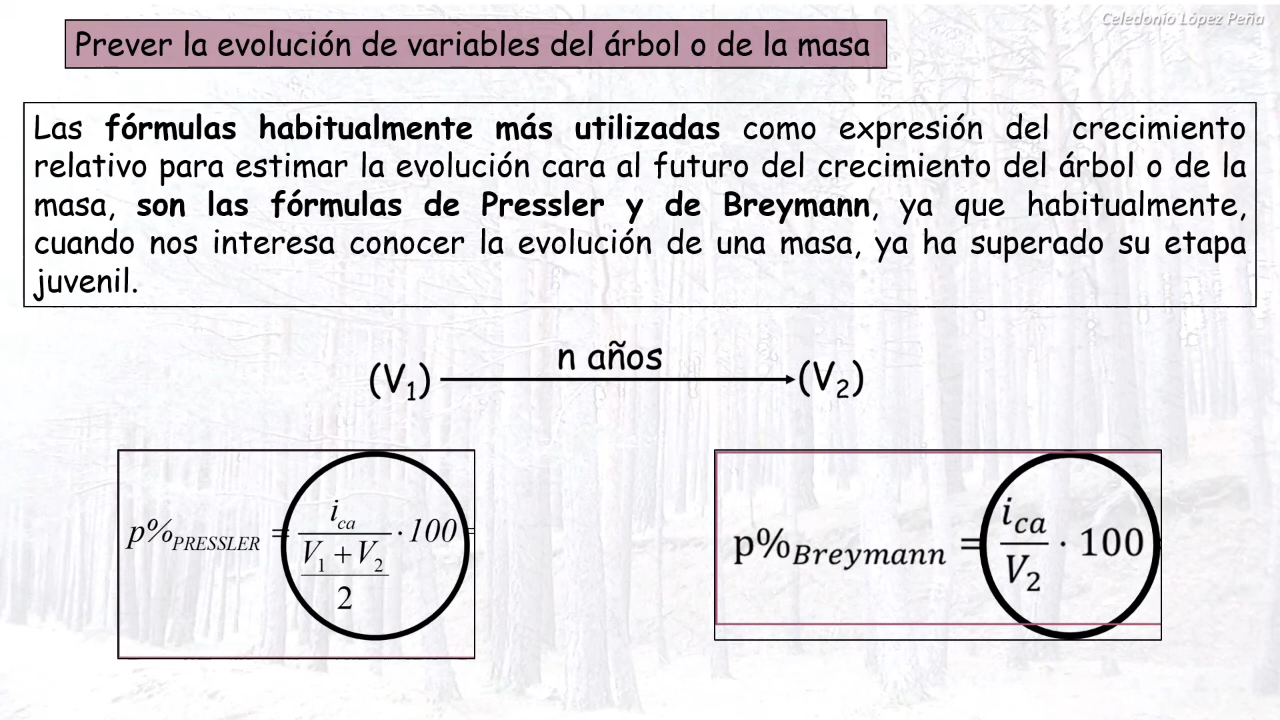 Celedonio López Peña
Prever la evolución de variables del árbol o de la masa
Las fórmulas habitualmente más utilizadas como expresión del crecimiento
relativo para estimar la evolución cara al futuro del crecimiento del árbol o de la
masa, son las fórmulas de Pressler y de Breymann, ya que habitualmente,
cuando nos interesa conocer la evolución de una masa, ya ha superado su etapa
juvenil.
n años
(V₁) (V₂)
p%PRESSLER = i_ca / ((V₁ + V₂) / 2) · 100 =
p%Breymann = i_ca / V₂ · 100